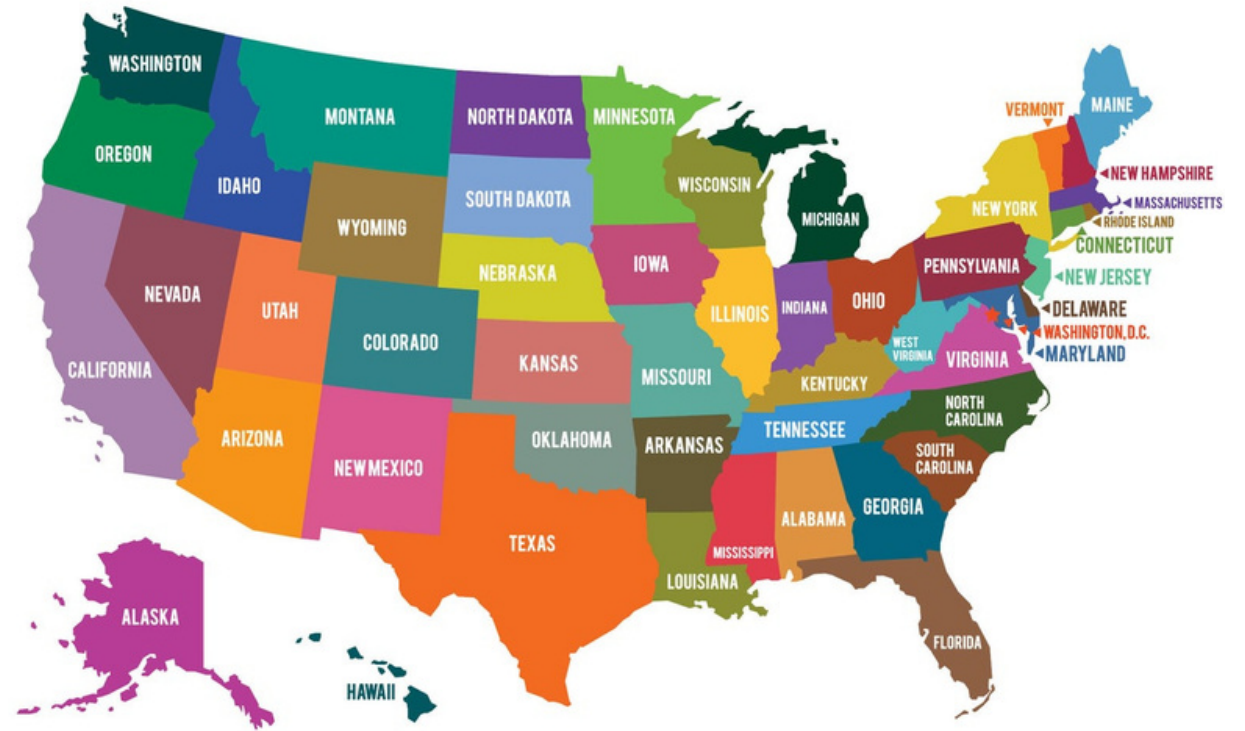 WASHINGTON
MONTANA
NORTH DAKOTA
MINNESOTA
VERMONT
MAINE
OREGON
IDAHO
WYOMING
SOUTH DAKOTA
WISCONSIN
MICHIGAN
NEW YORK
NEW HAMPSHIRE
MASSACHUSETTS
RHODE ISLAND
CONNECTICUT
NEVADA
UTAH
COLORADO
NEBRASKA
IOWA
ILLINOIS
INDIANA
OHIO
PENNSYLVANIA
NEW JERSEY
DELAWARE
WASHINGTON, D.C.
MARYLAND
CALIFORNIA
KANSAS
MISSOURI
KENTUCKY
WEST
VIRGINIA
VIRGINIA
ARIZONA
NEW MEXICO
OKLAHOMA
ARKANSAS
TENNESSEE
NORTH
CAROLINA
SOUTH
CAROLINA
TEXAS
LOUISIANA
MISSISSIPPI
ALABAMA
GEORGIA
FLORIDA
ALASKA
HAWAII